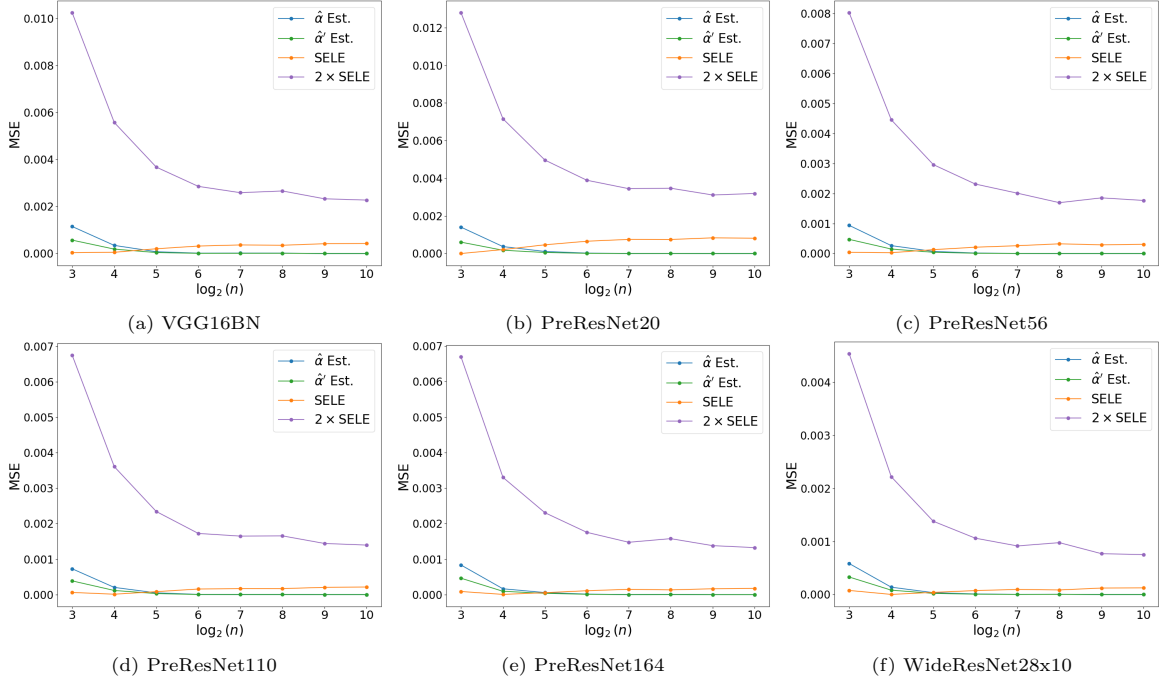 0.010
0.008
0.006
0.004
0.002
0.000
MSE
3 4 5 6 7 8 9 10
log₂(n)
α̂ Est.
α̂′ Est.
SELE
2 × SELE
(a) VGG16BN
0.012
0.010
0.008
0.006
0.004
0.002
0.000
MSE
3 4 5 6 7 8 9 10
log₂(n)
α̂ Est.
α̂′ Est.
SELE
2 × SELE
(b) PreResNet20
0.008
0.007
0.006
0.005
0.004
0.003
0.002
0.001
0.000
MSE
3 4 5 6 7 8 9 10
log₂(n)
α̂ Est.
α̂′ Est.
SELE
2 × SELE
(c) PreResNet56
0.007
0.006
0.005
0.004
0.003
0.002
0.001
0.000
MSE
3 4 5 6 7 8 9 10
log₂(n)
α̂ Est.
α̂′ Est.
SELE
2 × SELE
(d) PreResNet110
0.007
0.006
0.005
0.004
0.003
0.002
0.001
0.000
MSE
3 4 5 6 7 8 9 10
log₂(n)
α̂ Est.
α̂′ Est.
SELE
2 × SELE
(e) PreResNet164
0.004
0.003
0.002
0.001
0.000
MSE
3 4 5 6 7 8 9 10
log₂(n)
α̂ Est.
α̂′ Est.
SELE
2 × SELE
(f) WideResNet28x10